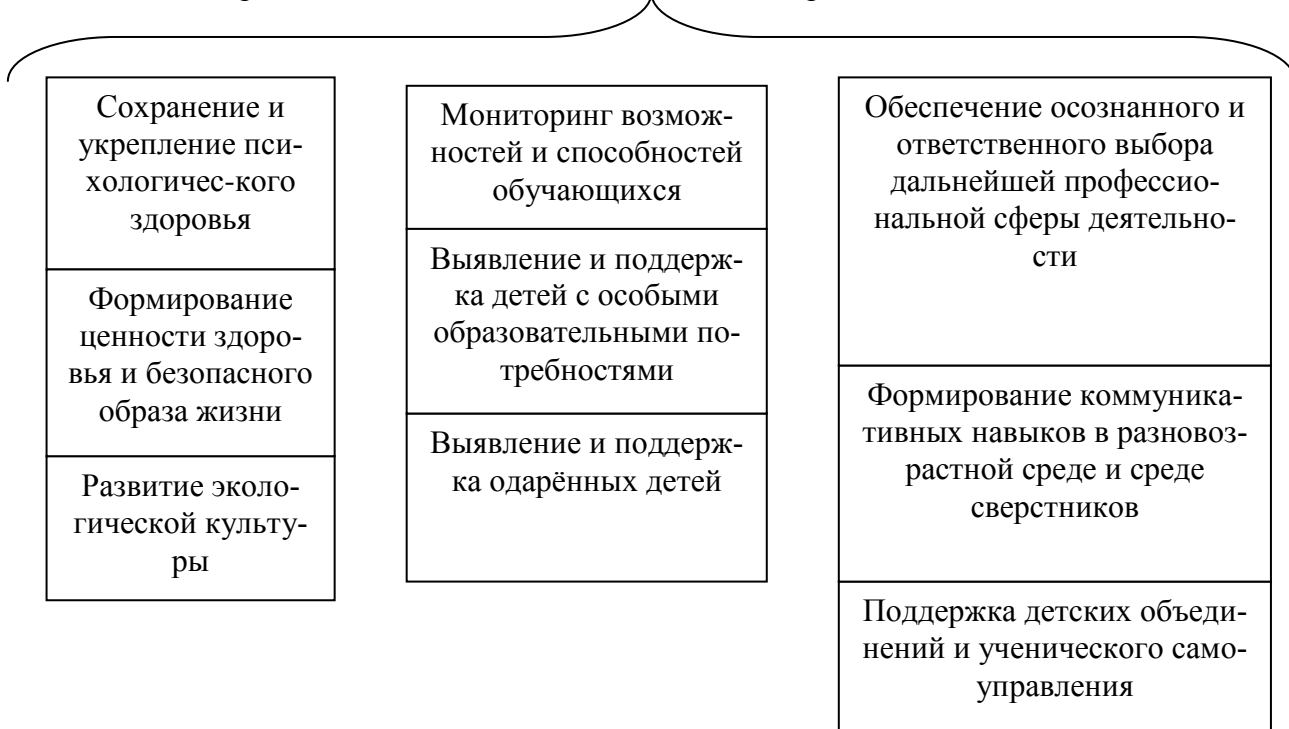 Сохранение и
укрепление пси-
хологичес-кого
здоровья
Формирование
ценности здоро-
вья и безопасного
образа жизни
Развитие эколо-
гической культу-
ры
Мониторинг возмож-
ностей и способностей
обучающихся
Выявление и поддерж-
ка детей с особыми
образовательными по-
требностями
Выявление и поддерж-
ка одарённых детей
Обеспечение осознанного и
ответственного выбора
дальнейшей профессио-
нальной сферы деятельно-
сти
Формирование коммуника-
тивных навыков в разновоз-
растной среде и среде
сверстников
Поддержка детских объеди-
нений и ученического само-
управления